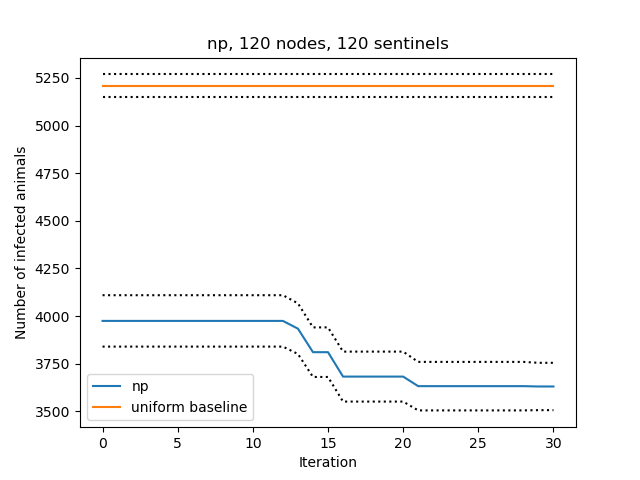 np, 120 nodes, 120 sentinels
Number of infected animals
5250
5000
4750
4500
4250
4000
3750
3500
np
uniform baseline
0 5 10 15 20 25 30
Iteration